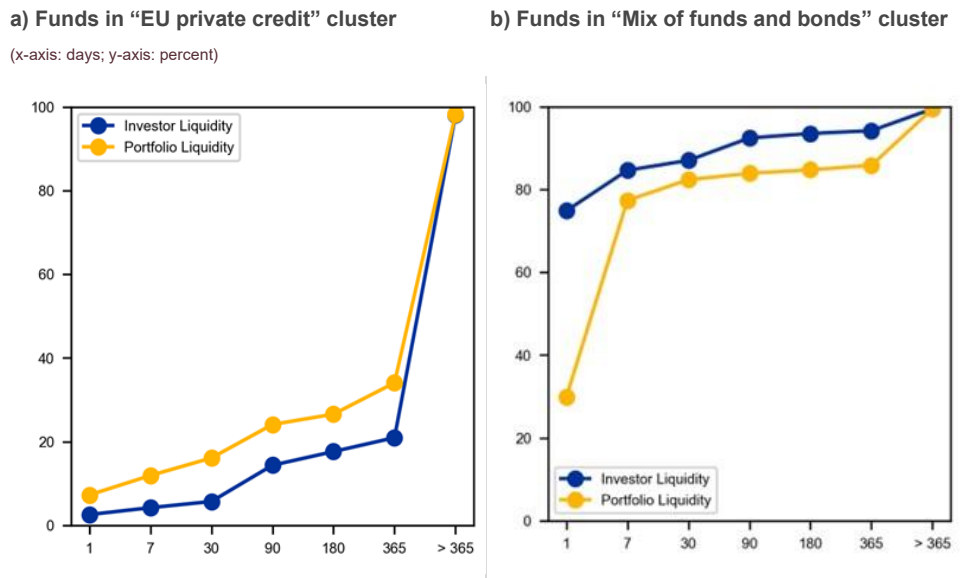 a) Funds in “EU private credit” cluster
(x-axis: days; y-axis: percent)
100
80
60
40
20
0
Investor Liquidity
Portfolio Liquidity
1 7 30 90 180 365 > 365
b) Funds in “Mix of funds and bonds” cluster
100
80
60
40
20
0
Investor Liquidity
Portfolio Liquidity
1 7 30 90 180 365 > 365